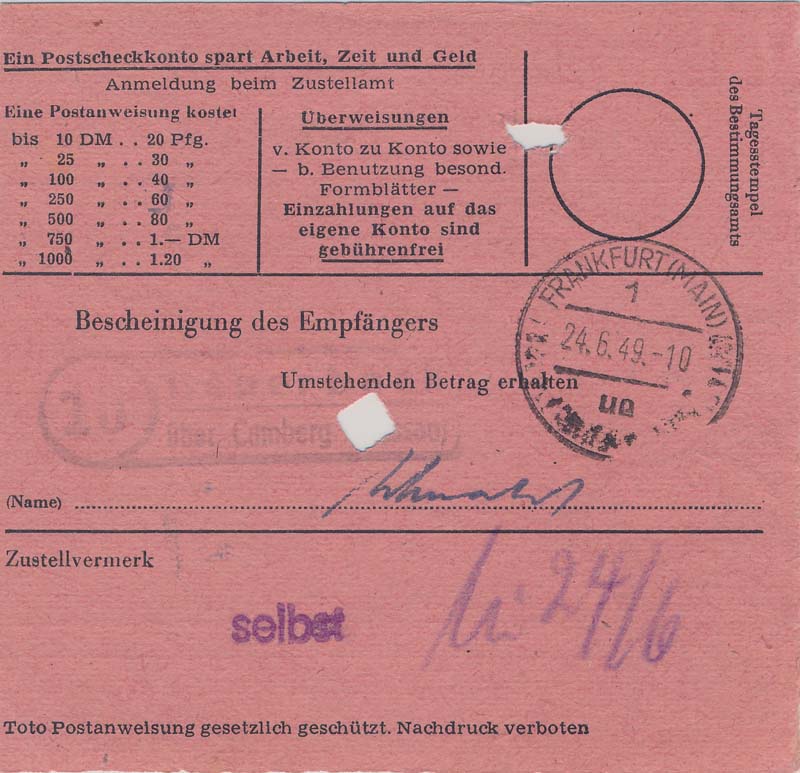 Ein Postscheckkonto spart Arbeit, Zeit und Geld
Anmeldung beim Zustellamt
Eine Postanweisung kostet
bis 10 DM . . 20 Pfg.
„ 25 „ . . 30 „
„ 100 „ . . 40 „
„ 250 „ . . 60 „
„ 500 „ . . 80 „
„ 750 „ . . 1.— DM
„ 1000 „ . . 1.20 „
Überweisungen
v. Konto zu Konto sowie
— b. Benutzung besond.
Formblätter —
Einzahlungen auf das
eigene Konto sind
gebührenfrei
Tagesstempel
des Bestimmungsamts
FRANKFURT (MAIN)
1
24.6.49.-10
ua
Bescheinigung des Empfängers
Umstehenden Betrag erhalten
über Camberg
(Name)
Zustellvermerk
selbst
24/6
Toto Postanweisung gesetzlich geschützt. Nachdruck verboten